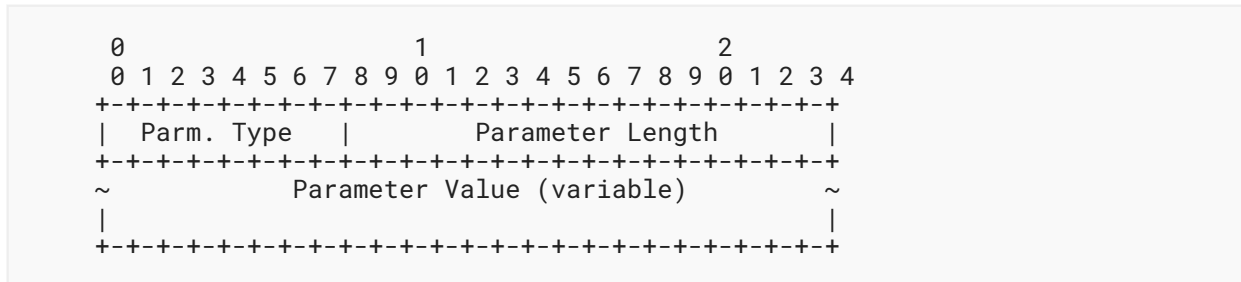 0                   1                   2
 0 1 2 3 4 5 6 7 8 9 0 1 2 3 4 5 6 7 8 9 0 1 2 3 4
+-+-+-+-+-+-+-+-+-+-+-+-+-+-+-+-+-+-+-+-+-+-+-+-+
|  Parm. Type   |        Parameter Length       |
+-+-+-+-+-+-+-+-+-+-+-+-+-+-+-+-+-+-+-+-+-+-+-+-+
~            Parameter Value (variable)         ~
|                                               |
+-+-+-+-+-+-+-+-+-+-+-+-+-+-+-+-+-+-+-+-+-+-+-+-+